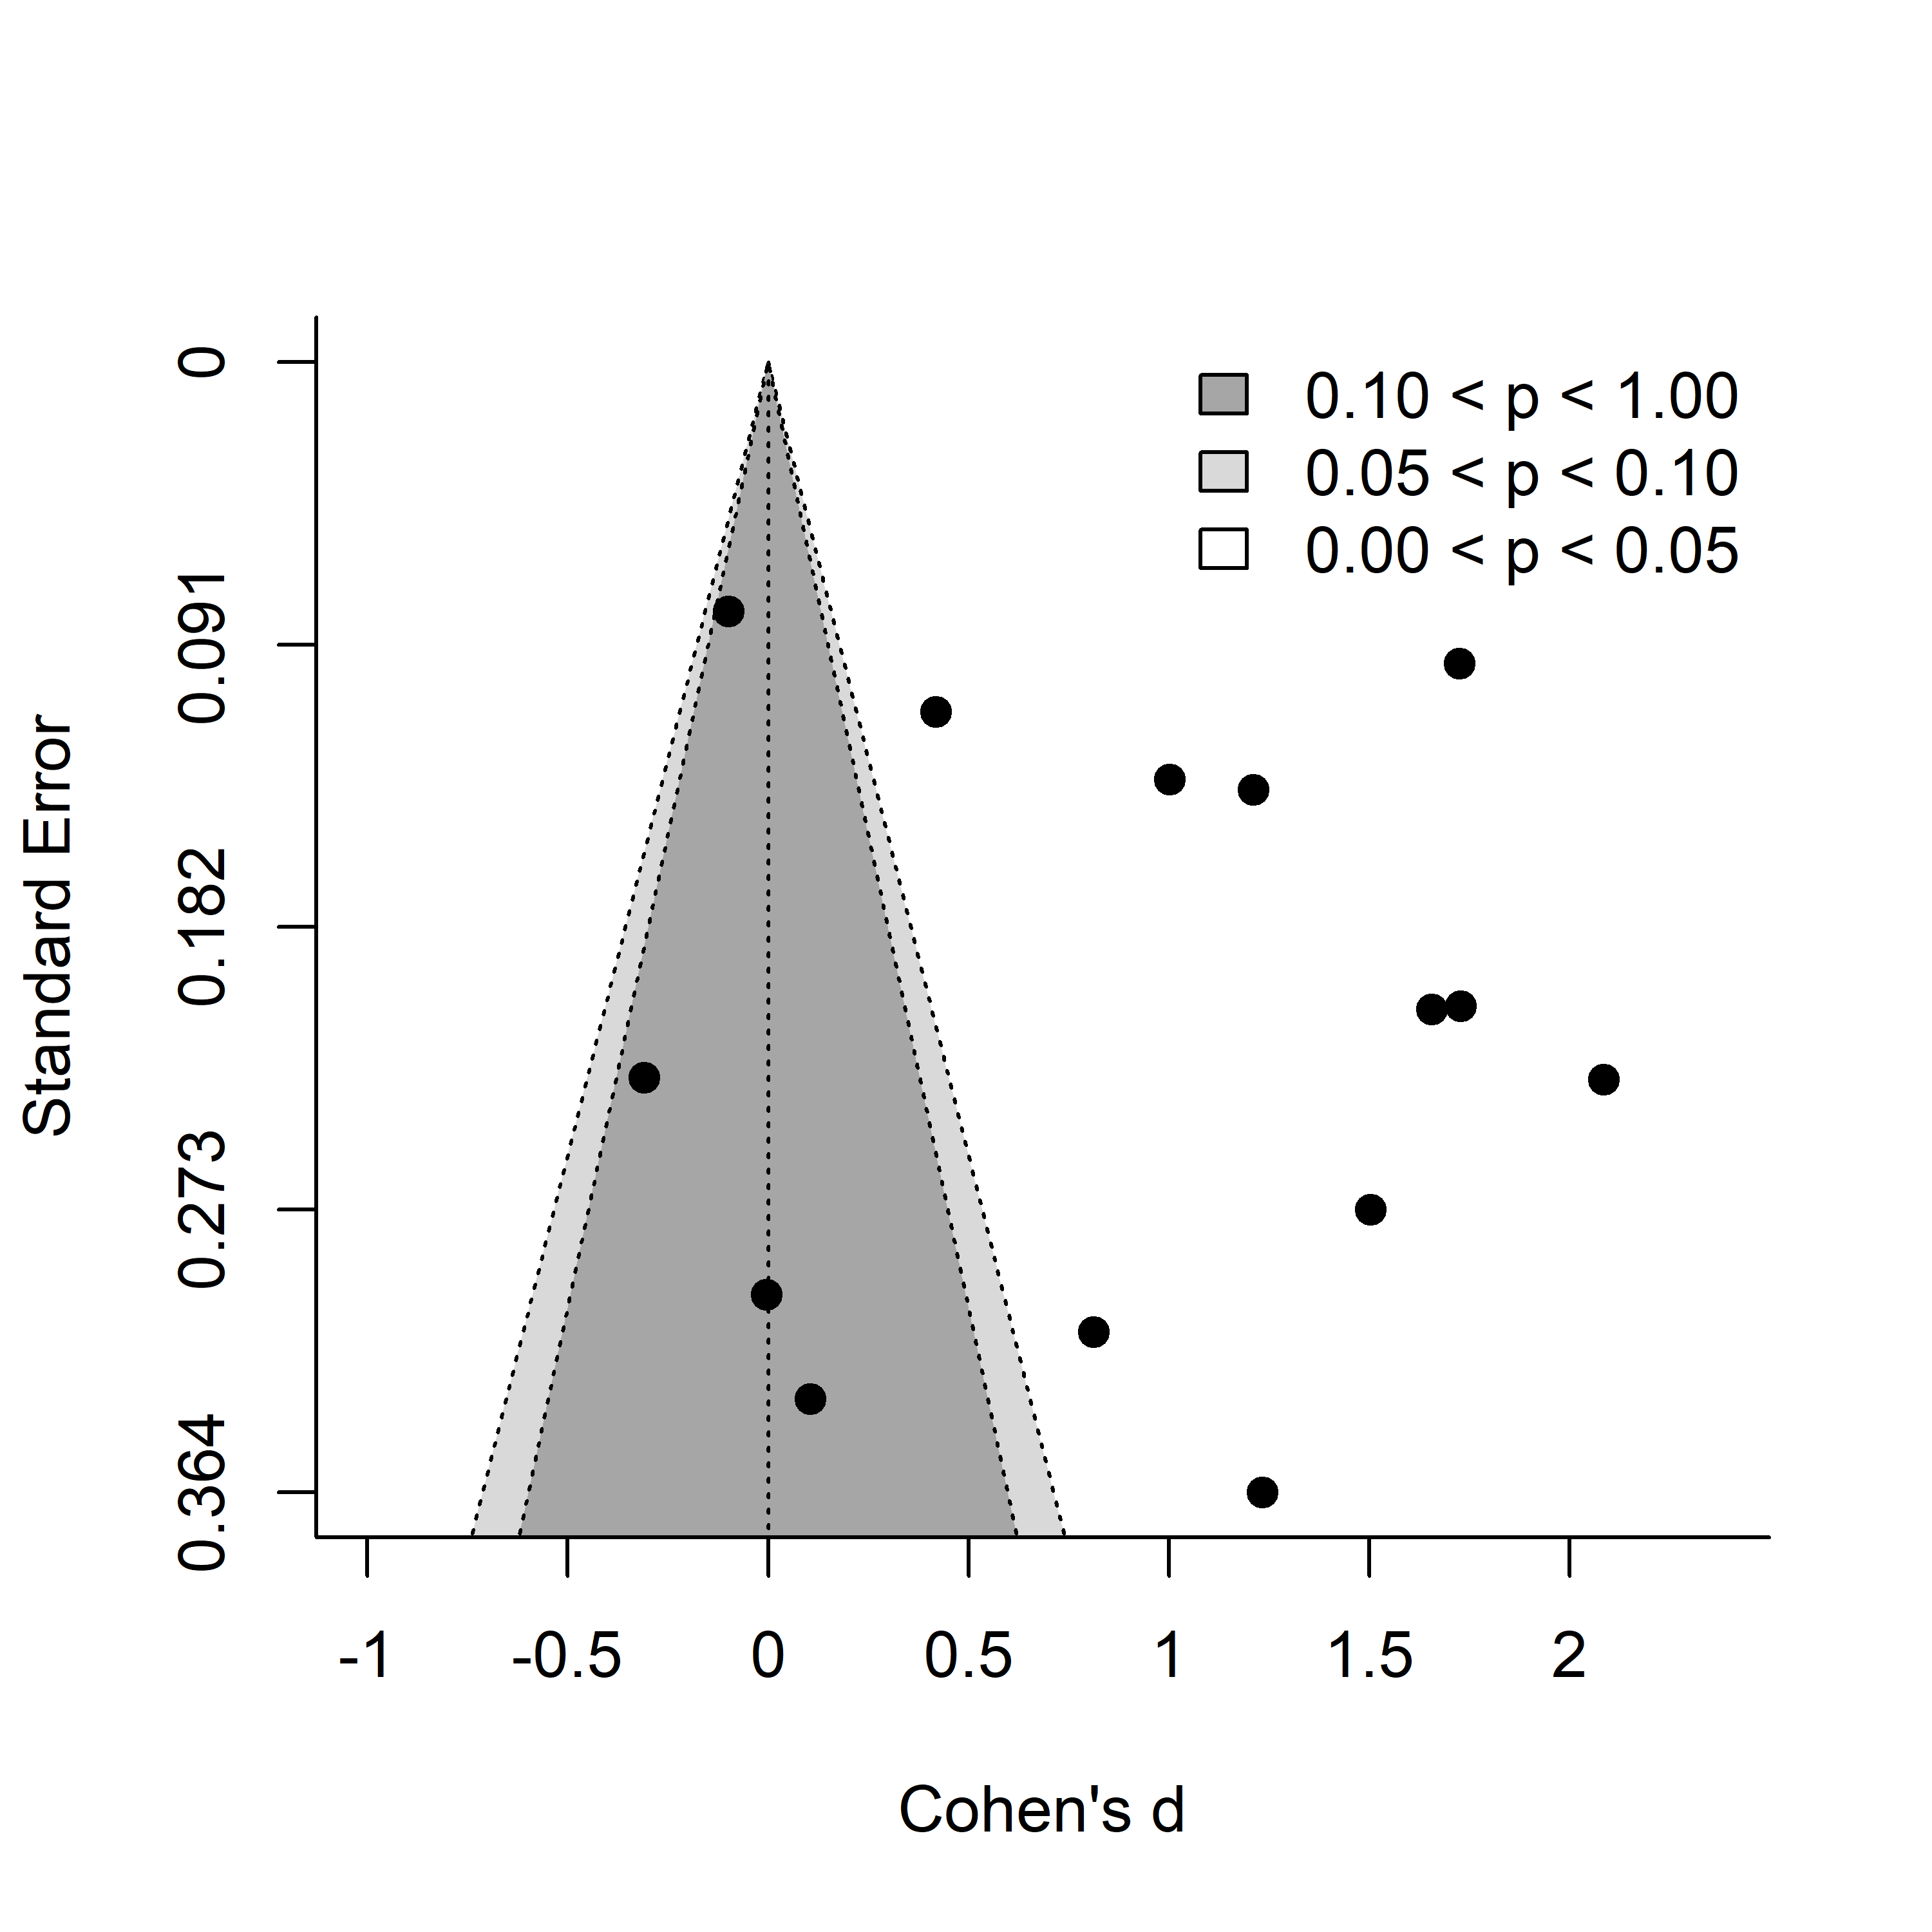 0.10 < p < 1.00
0.05 < p < 0.10
0.00 < p < 0.05
Standard Error
0
0.091
0.182
0.273
0.364
-1 -0.5 0 0.5 1 1.5 2
Cohen's d